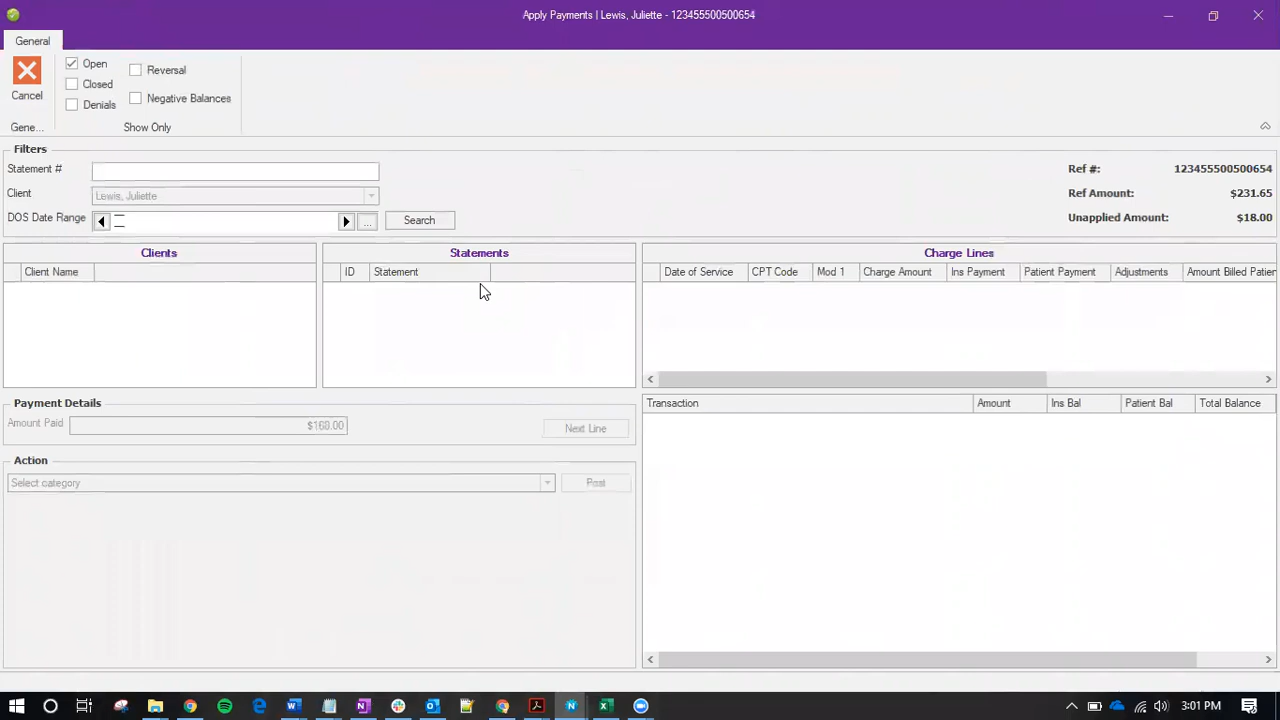 Apply Payments | Lewis, Juliette - 123455500500654
General
Cancel
Open
Closed
Denials
Reversal
Negative Balances
Gene...
Show Only
Filters
Statement #
Client
Lewis, Juliette
DOS Date Range
...
Search
Ref #: 123455500500654
Ref Amount: $231.65
Unapplied Amount: $18.00
Clients
Client Name
Statements
ID Statement
Charge Lines
Date of Service CPT Code Mod 1 Charge Amount Ins Payment Patient Payment Adjustments Amount Billed Patien
Payment Details
Amount Paid $168.00
Next Line
Action
Select category
Post
Transaction Amount Ins Bal Patient Bal Total Balance
3:01 PM